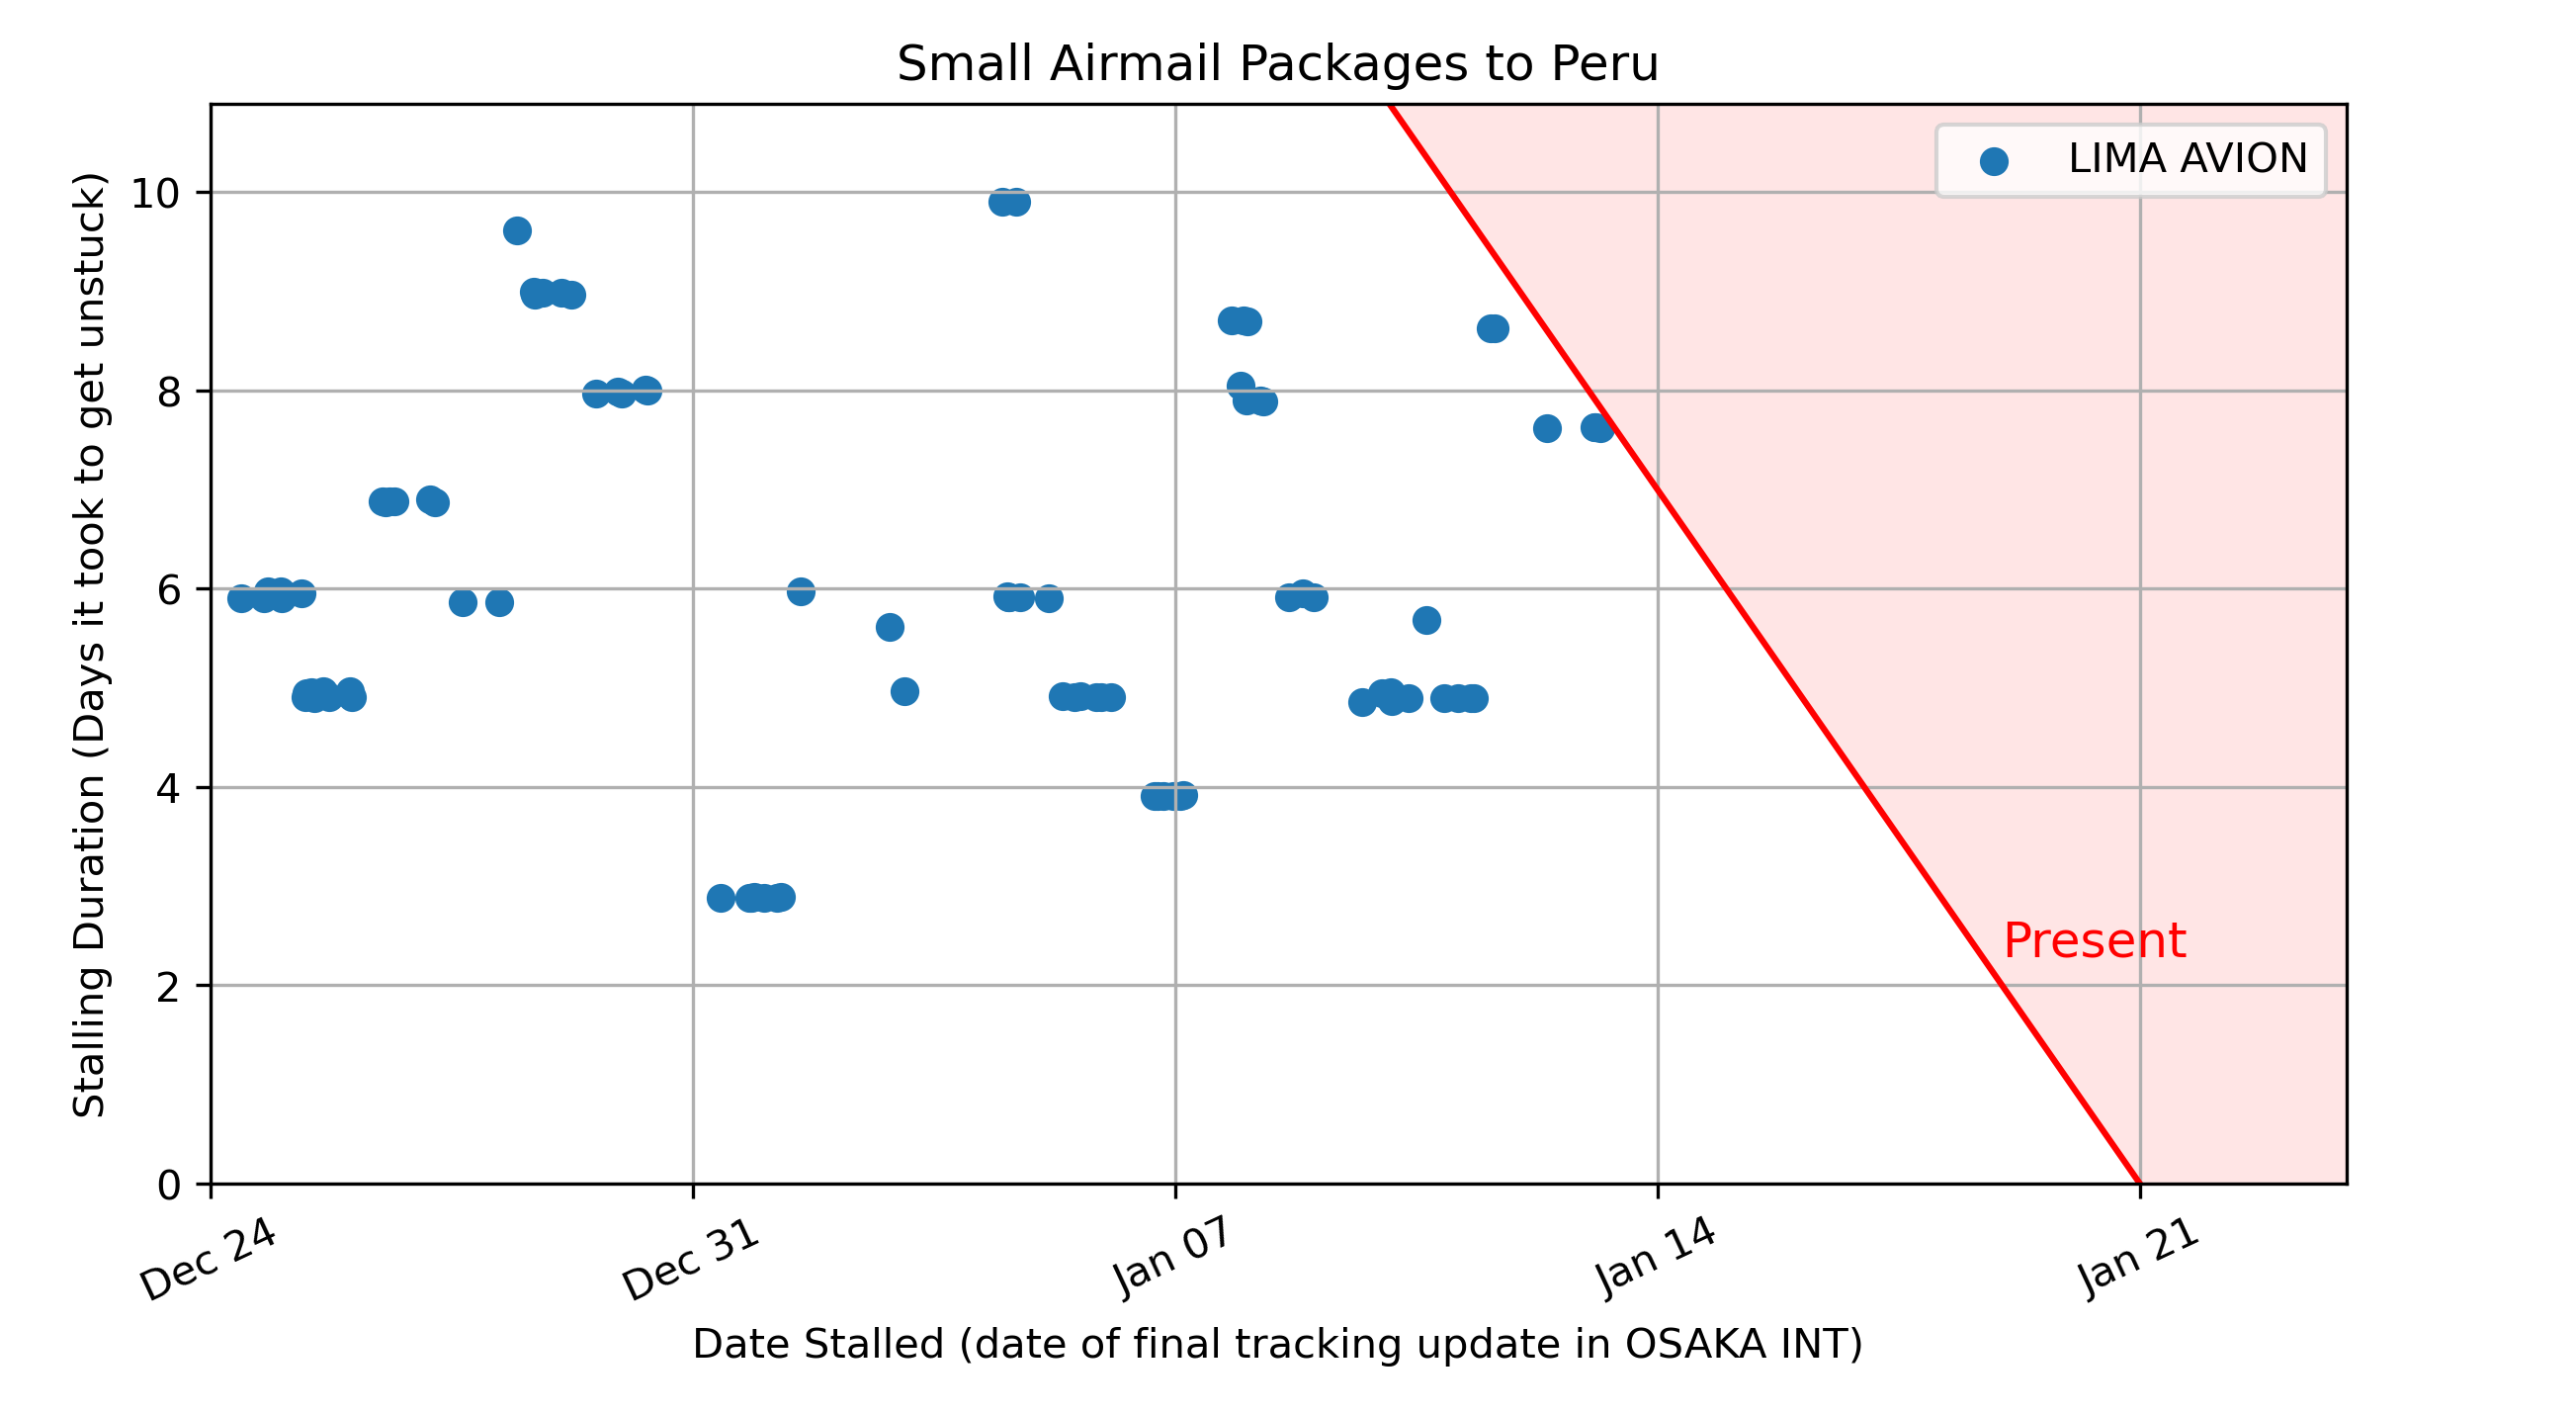 Small Airmail Packages to Peru
LIMA AVION
Stalling Duration (Days it took to get unstuck)
10
8
6
4
2
0
Present
Dec 24
Dec 31
Jan 07
Jan 14
Jan 21
Date Stalled (date of final tracking update in OSAKA INT)